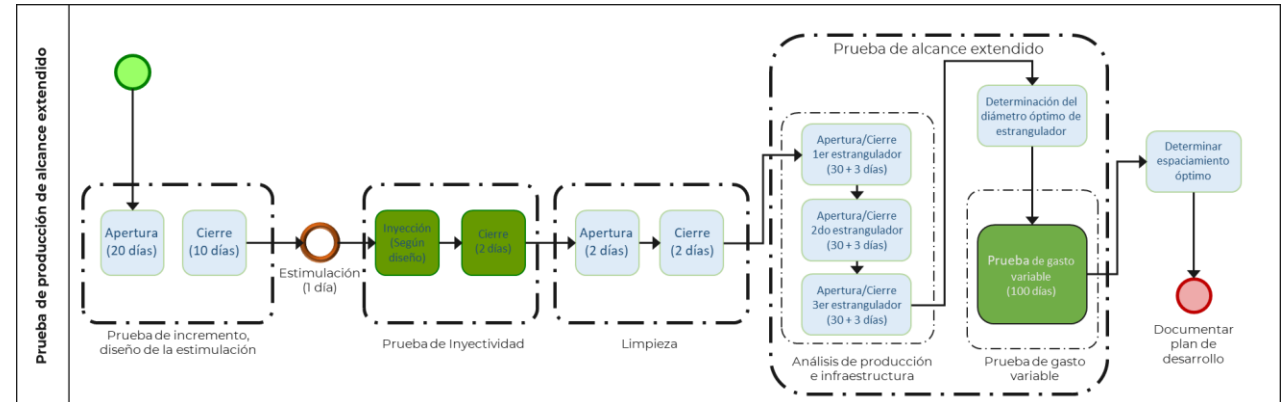 Prueba de producción de alcance extendido
Apertura
(20 días)
Cierre
(10 días)
Prueba de incremento,
diseño de la estimulación
Estimulación
(1 día)
Inyección
(Según
diseño)
Cierre
(2 días)
Prueba de Inyectividad
Apertura
(2 días)
Cierre
(2 días)
Limpieza
Prueba de alcance extendido
Apertura/Cierre
1er estrangulador
(30 + 3 días)
Apertura/Cierre
2do estrangulador
(30 + 3 días)
Apertura/Cierre
3er estrangulador
(30 + 3 días)
Análisis de producción
e infraestructura
Determinación del
diámetro óptimo de
estrangulador
Prueba de gasto
variable
(100 días)
Prueba de gasto
variable
Determinar
espaciamiento
óptimo
Documentar
plan de
desarrollo